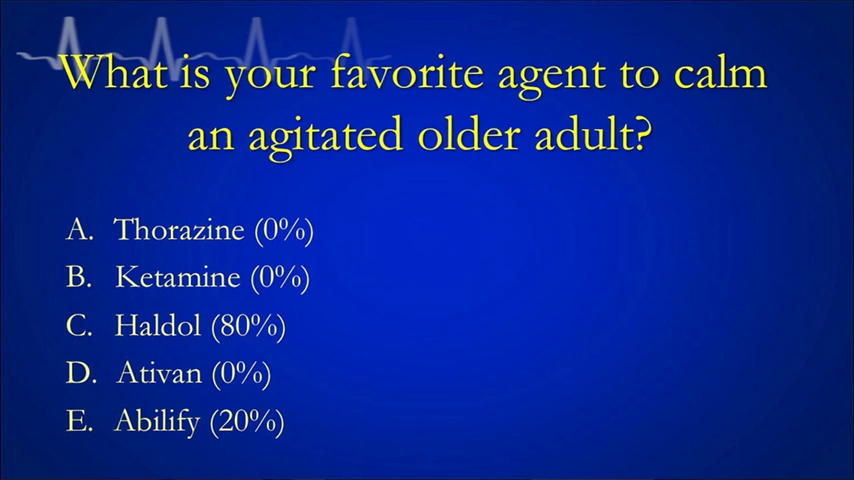 What is your favorite agent to calm
an agitated older adult?
A. Thorazine (0%)
B. Ketamine (0%)
C. Haldol (80%)
D. Ativan (0%)
E. Abilify (20%)